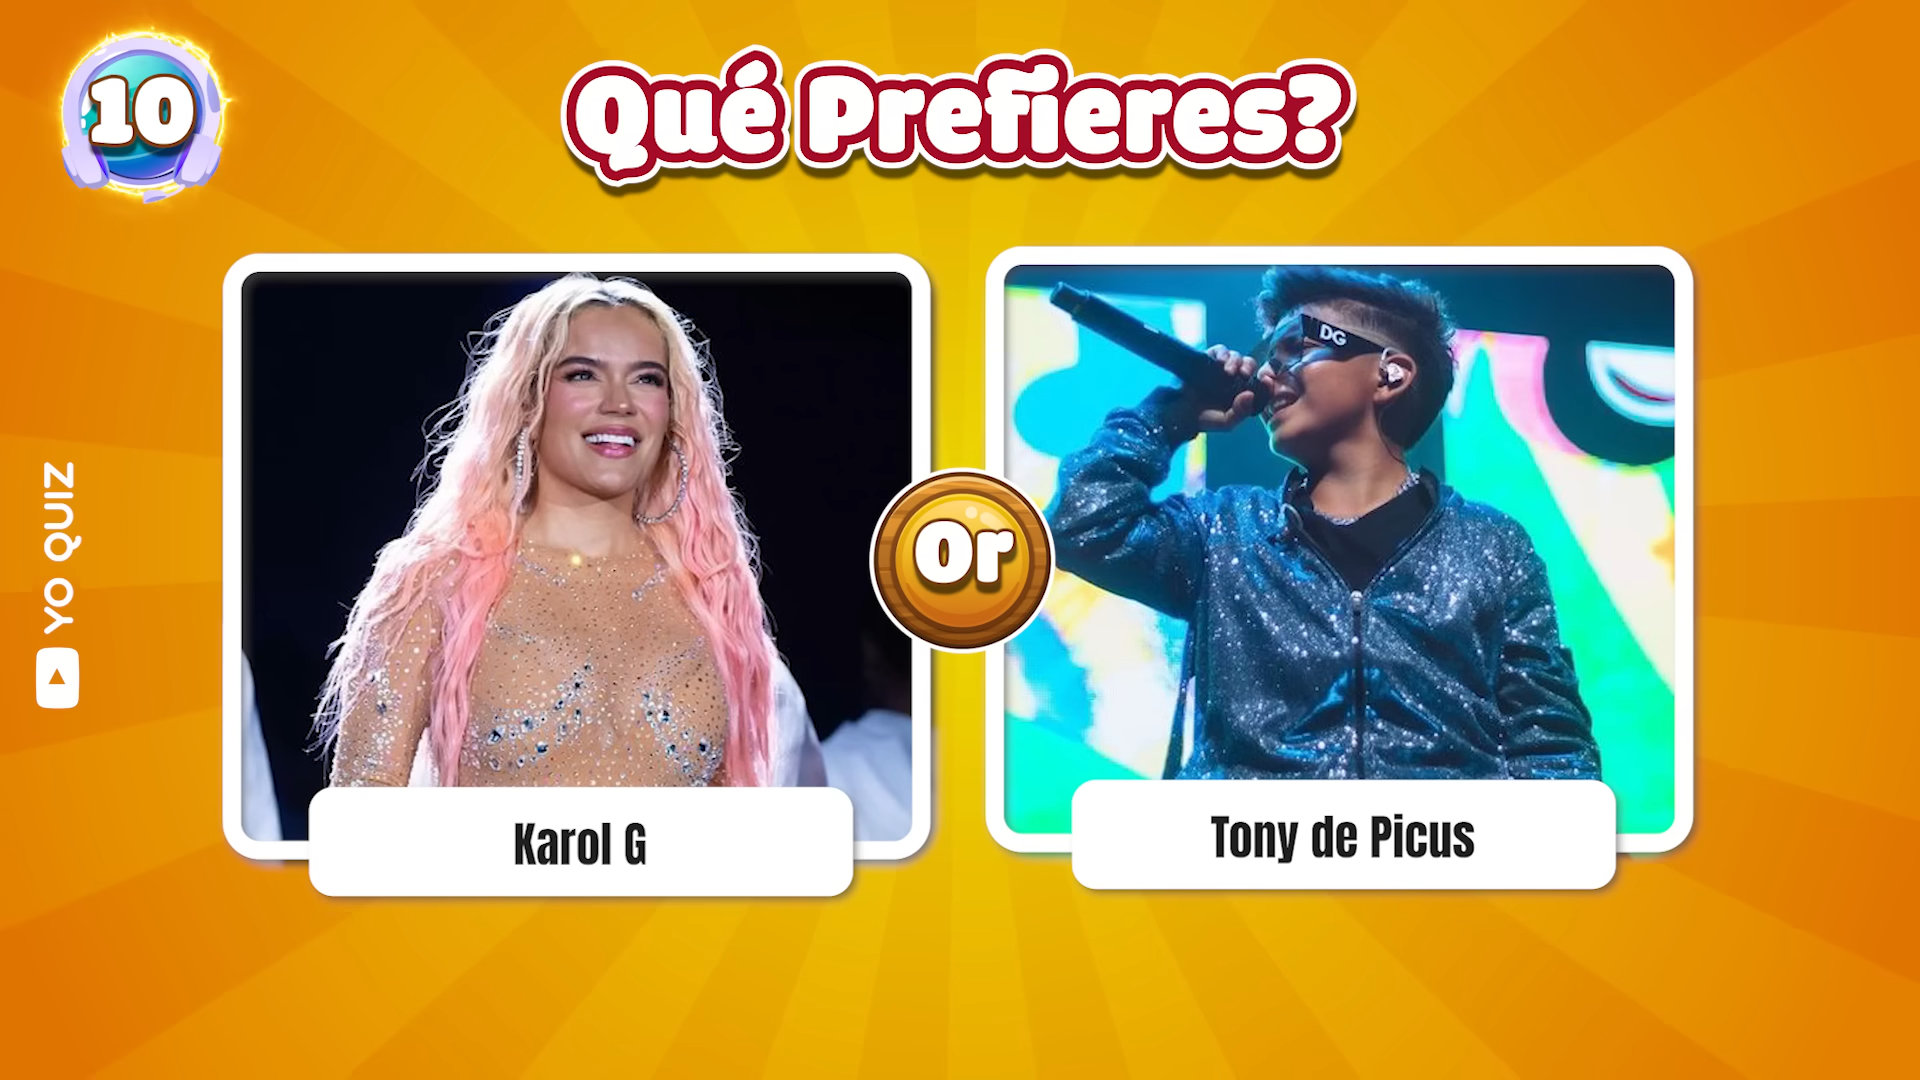 10
Qué Prefieres?
DG
Or
YO QUIZ
Karol G
Tony de Picus